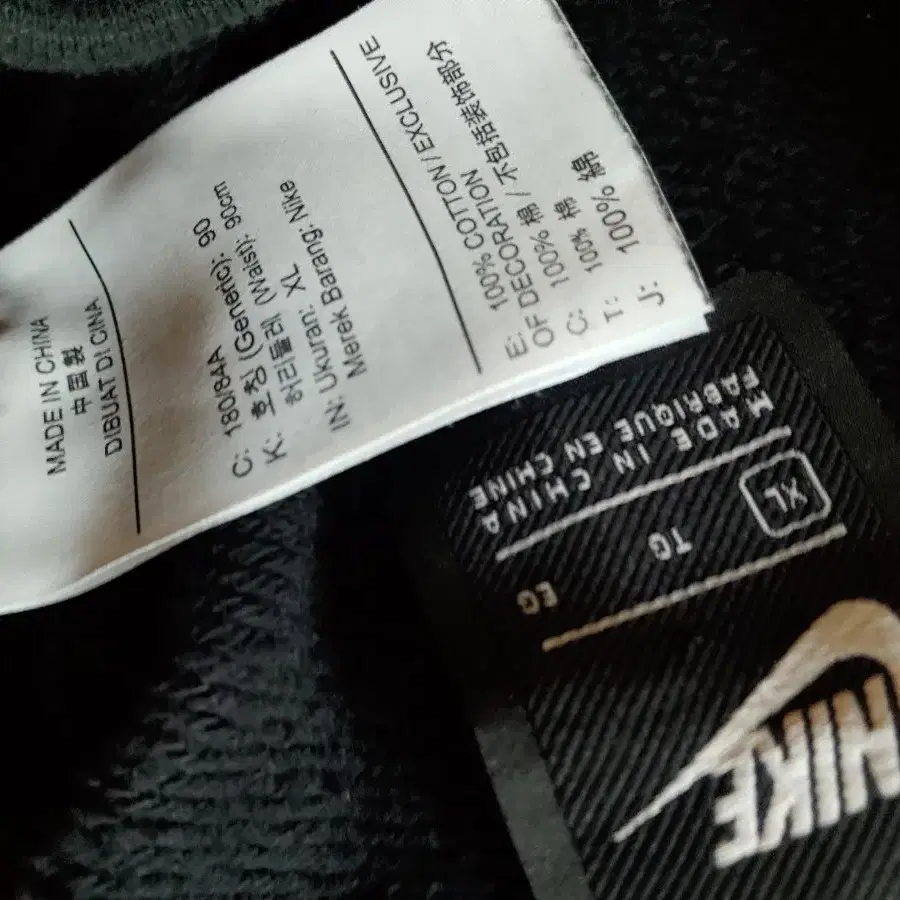 MADE IN CHINA
中國製
DIBUAT DI CINA
C: 180/84A
K: 호칭 (Generic): 90
허리둘레 (Waist): 90cm
IN: Ukuran: XL
Merek Barang: Nike
E: 100% COTTON / EXCLUSIVE
OF DECORATION
C: 100% 棉 / 不包括装饰部分
T: 100% 棉
J: 100% 綿
MADE IN CHINA
FABRIQUE EN CHINE
XL
TG
EG
NIKE